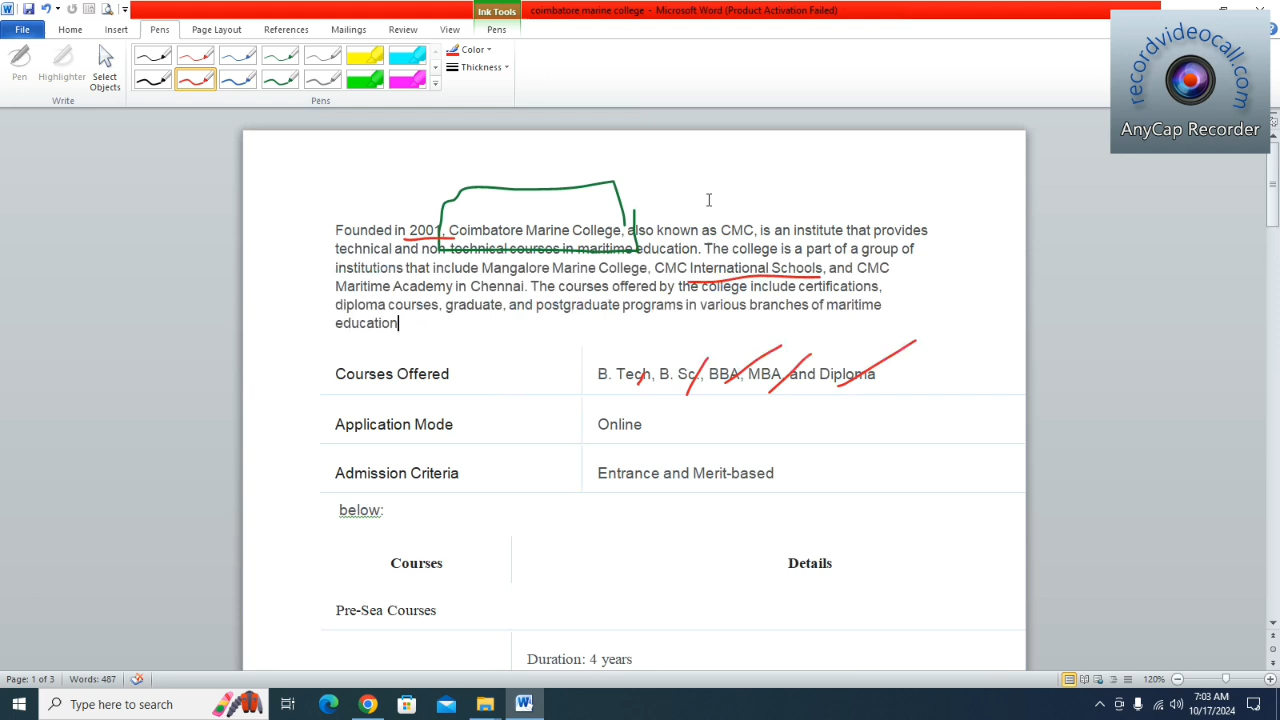 Ink Tools
coimbatore marine college - Microsoft Word (Product Activation Failed)
File Home Insert Page Layout References Mailings Review View Pens
Pen Highlighter Select Objects
Color
Thickness
Write Pens
recordvideocall.com
AnyCap Recorder
Founded in 2001, Coimbatore Marine College, also known as CMC, is an institute that provides
technical and non-technical courses in maritime education. The college is a part of a group of
institutions that include Mangalore Marine College, CMC International Schools, and CMC
Maritime Academy in Chennai. The courses offered by the college include certifications,
diploma courses, graduate, and postgraduate programs in various branches of maritime
education
Courses Offered B. Tech, B. Sc., BBA, MBA, and Diploma
Application Mode Online
Admission Criteria Entrance and Merit-based
below:
Courses Details
Pre-Sea Courses
Duration: 4 years
Page: 1 of 3 Words: 487 120%
Type here to search
7:03 AM
10/17/2024